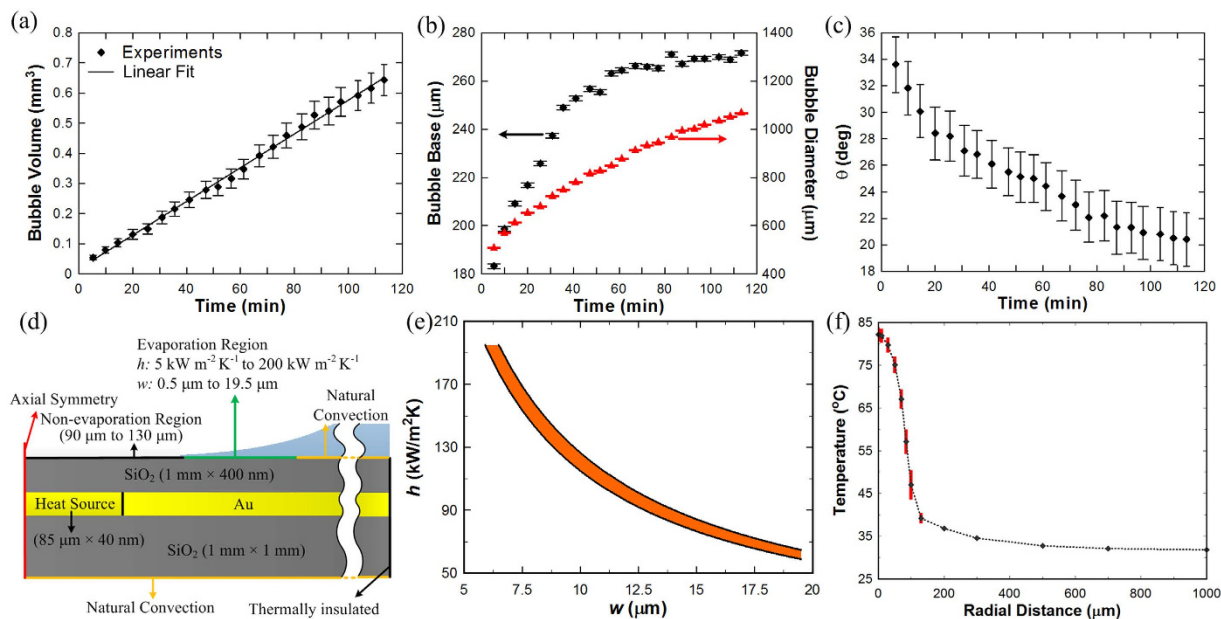 (a)
0.8
0.7
0.6
0.5
0.4
0.3
0.2
0.1
0
Bubble Volume (mm³)
Experiments
Linear Fit
0 20 40 60 80 100 120
Time (min)
(b)
280
260
240
220
200
180
Bubble Base (μm)
1400
1200
1000
800
600
400
Bubble Diameter (μm)
0 20 40 60 80 100 120
Time (min)
(c)
36
34
32
30
28
26
24
22
20
18
θ (deg)
0 20 40 60 80 100 120
Time (min)
(d)
Evaporation Region
h: 5 kW m⁻² K⁻¹ to 200 kW m⁻² K⁻¹
w: 0.5 μm to 19.5 μm
Axial Symmetry
Non-evaporation Region
(90 μm to 130 μm)
Natural
Convection
SiO₂ (1 mm × 400 nm)
Heat Source
Au
(85 μm × 40 nm)
SiO₂ (1 mm × 1 mm)
Natural Convection
Thermally insulated
(e)
210
170
130
90
50
h (kW/m²K)
5 7.5 10 12.5 15 17.5 20
w (μm)
(f)
85
75
65
55
45
35
25
Temperature (°C)
0 200 400 600 800 1000
Radial Distance (μm)